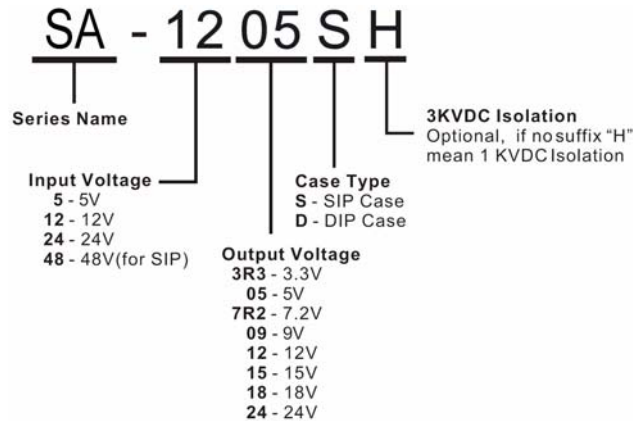 SA - 12 05 S H
Series Name
3KVDC Isolation
Optional, if no suffix “H”
mean 1 KVDC Isolation
Input Voltage
5 - 5V
12 - 12V
24 - 24V
48 - 48V(for SIP)
Case Type
S - SIP Case
D - DIP Case
Output Voltage
3R3 - 3.3V
05 - 5V
7R2 - 7.2V
09 - 9V
12 - 12V
15 - 15V
18 - 18V
24 - 24V